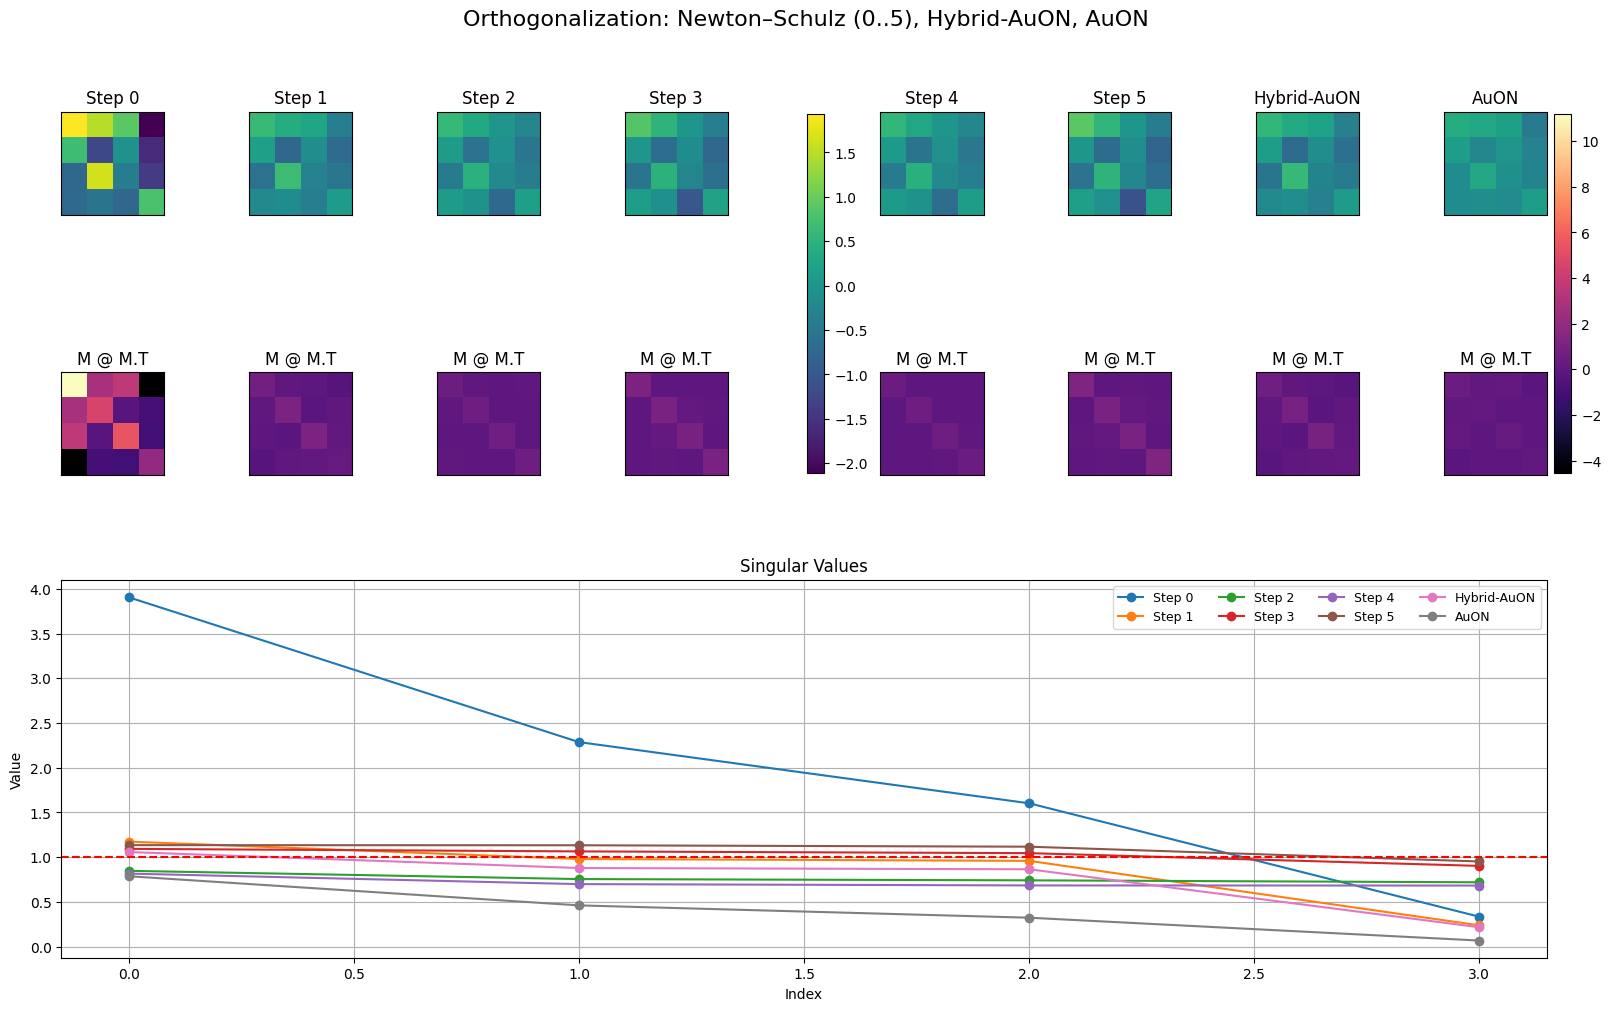 Orthogonalization: Newton–Schulz (0..5), Hybrid-AuON, AuON
Step 0
Step 1
Step 2
Step 3
Step 4
Step 5
Hybrid-AuON
AuON
1.5
1.0
0.5
0.0
−0.5
−1.0
−1.5
−2.0
10
8
6
4
2
0
−2
−4
M @ M.T
M @ M.T
M @ M.T
M @ M.T
M @ M.T
M @ M.T
M @ M.T
M @ M.T
Singular Values
4.0
3.5
3.0
2.5
2.0
1.5
1.0
0.5
0.0
Value
Step 0
Step 1
Step 2
Step 3
Step 4
Step 5
Hybrid-AuON
AuON
0.0
0.5
1.0
1.5
2.0
2.5
3.0
Index